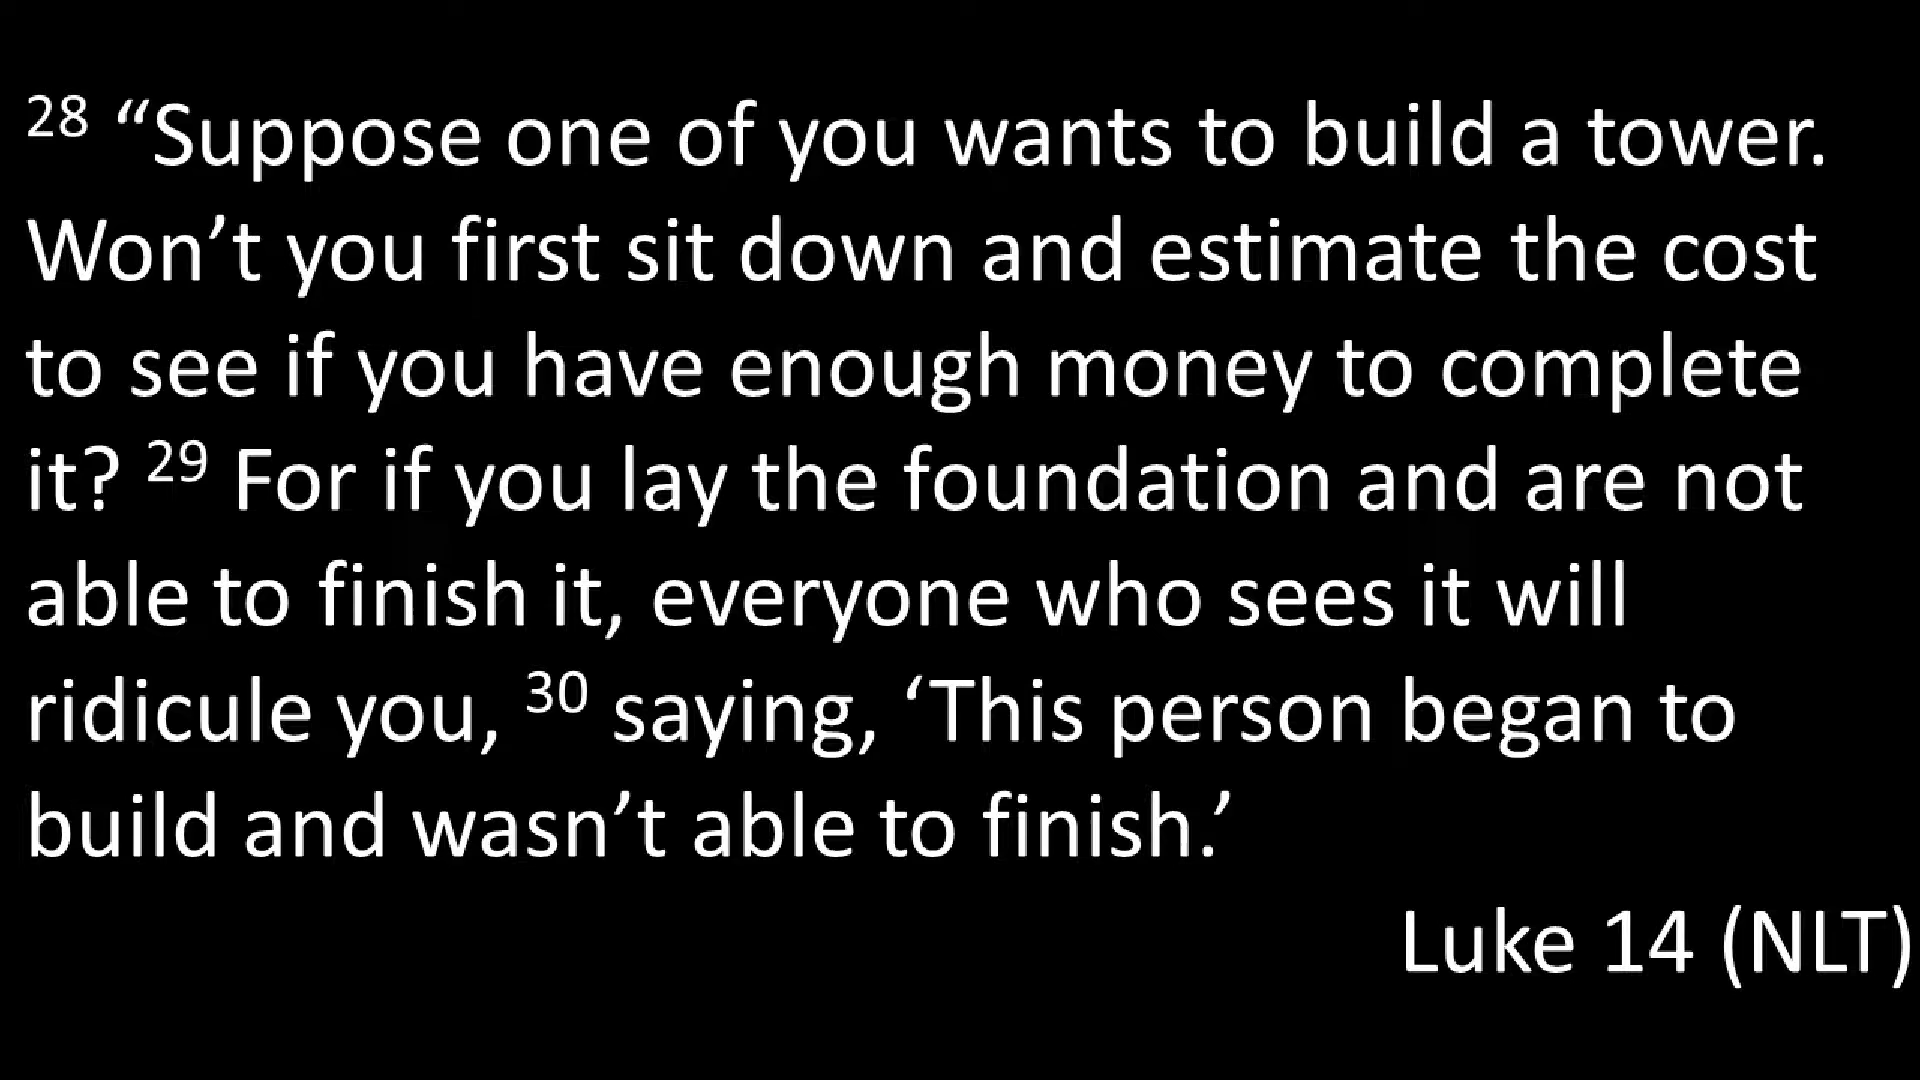 28 “Suppose one of you wants to build a tower.
Won’t you first sit down and estimate the cost
to see if you have enough money to complete
it? 29 For if you lay the foundation and are not
able to finish it, everyone who sees it will
ridicule you, 30 saying, ‘This person began to
build and wasn’t able to finish.’
Luke 14 (NLT)